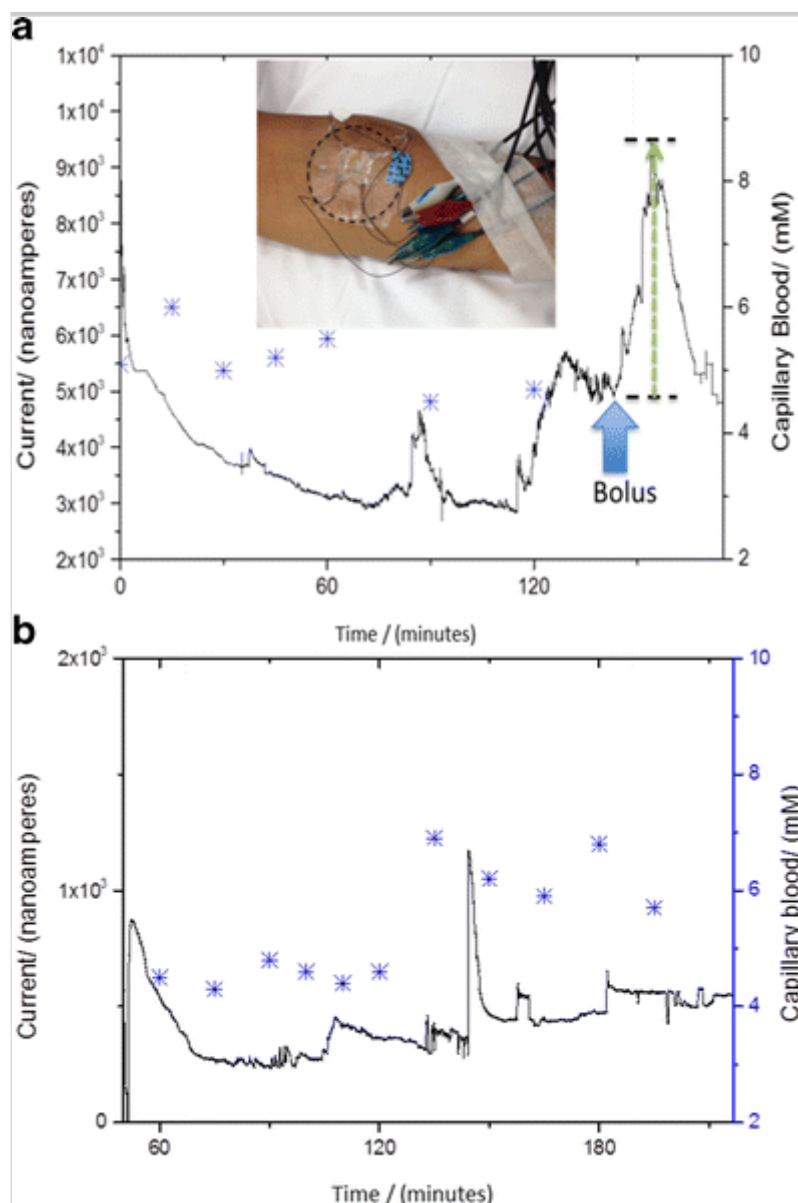 a
Current/ (nanoamperes)
1x10⁴
9x10³
8x10³
7x10³
6x10³
5x10³
4x10³
3x10³
2x10³
Capillary Blood/ (mM)
10
8
6
4
2
Bolus
0
60
120
Time / (minutes)
b
Current/ (nanoamperes)
2x10³
1x10³
0
Capillary blood/ (mM)
10
8
6
4
2
60
120
180
Time / (minutes)